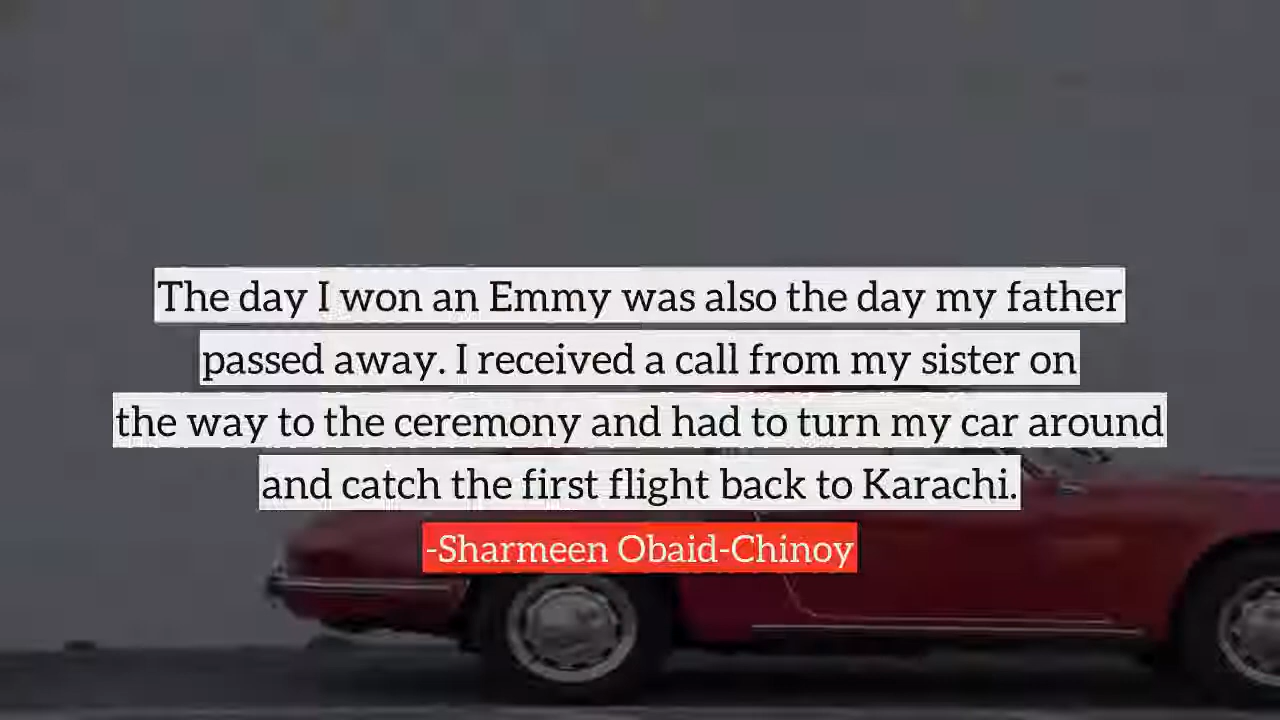 The day I won an Emmy was also the day my father
passed away. I received a call from my sister on
the way to the ceremony and had to turn my car around
and catch the first flight back to Karachi.
-Sharmeen Obaid-Chinoy